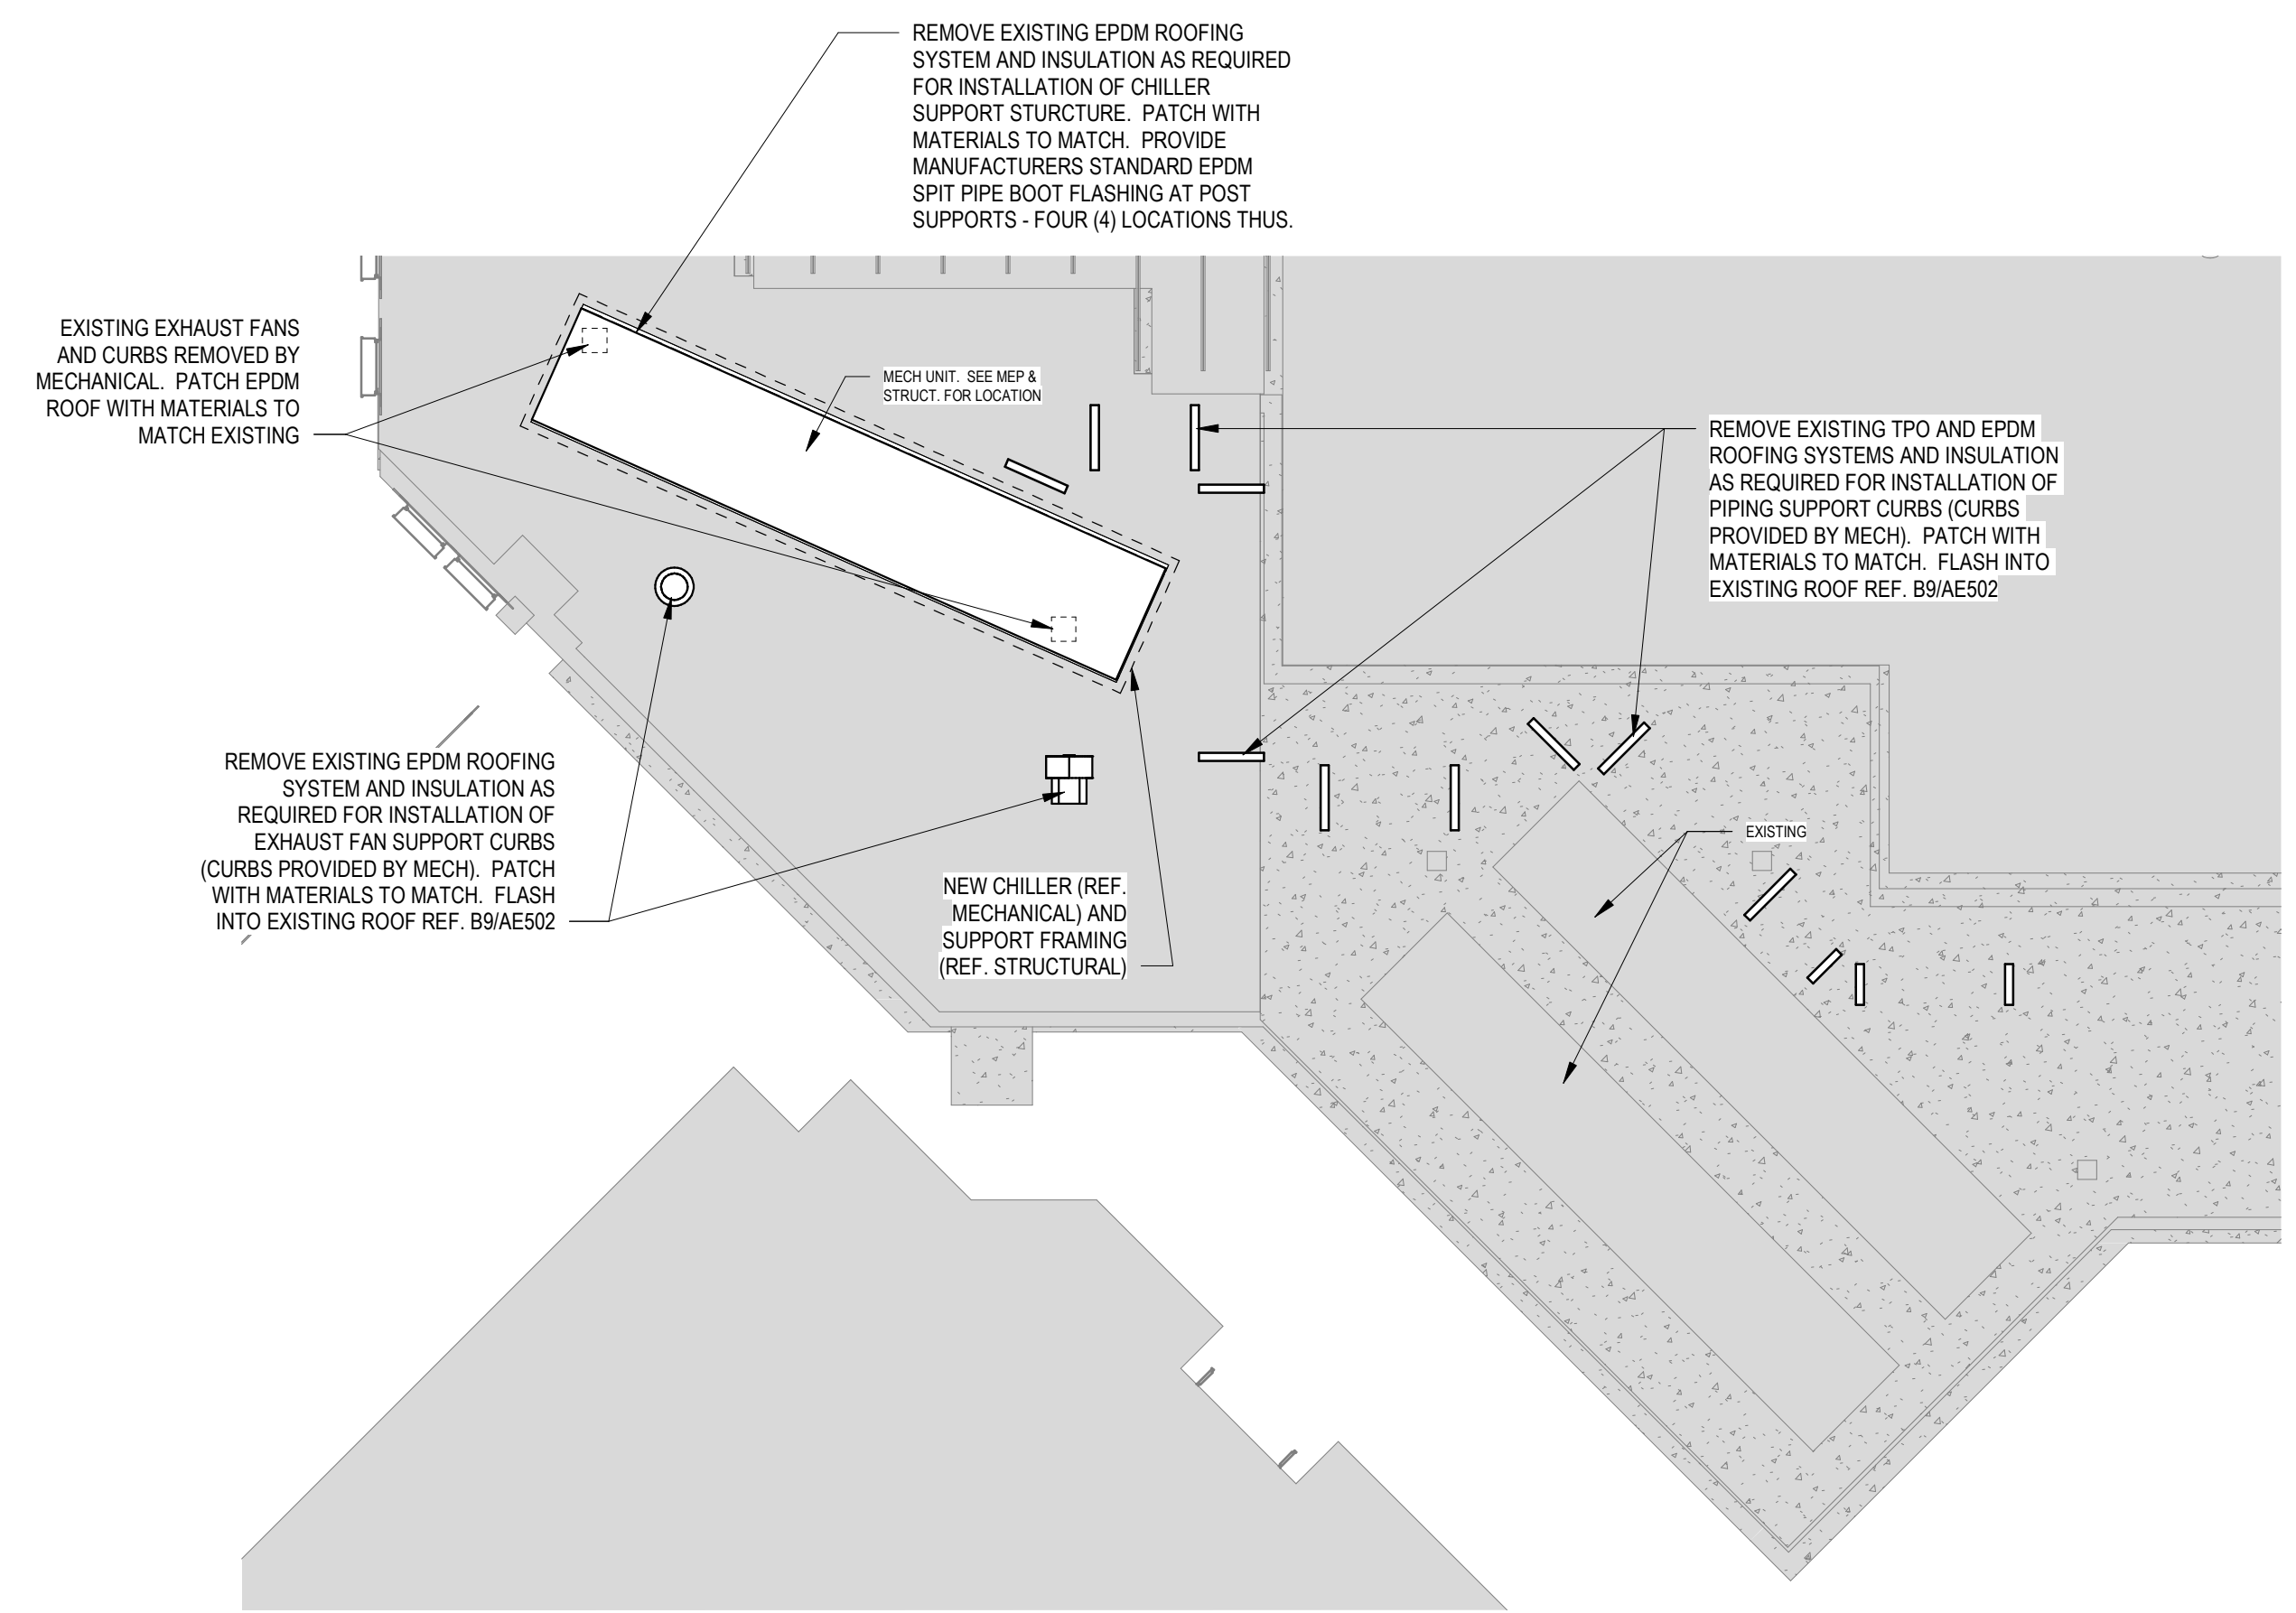 REMOVE EXISTING EPDM ROOFING
SYSTEM AND INSULATION AS REQUIRED
FOR INSTALLATION OF CHILLER
SUPPORT STURCTURE.  PATCH WITH
MATERIALS TO MATCH.  PROVIDE
MANUFACTURERS STANDARD EPDM
SPIT PIPE BOOT FLASHING AT POST
SUPPORTS - FOUR (4) LOCATIONS THUS.
EXISTING EXHAUST FANS
AND CURBS REMOVED BY
MECHANICAL.  PATCH EPDM
ROOF WITH MATERIALS TO
MATCH EXISTING
MECH UNIT.  SEE MEP &
STRUCT. FOR LOCATION
REMOVE EXISTING TPO AND EPDM
ROOFING SYSTEMS AND INSULATION
AS REQUIRED FOR INSTALLATION OF
PIPING SUPPORT CURBS (CURBS
PROVIDED BY MECH).  PATCH WITH
MATERIALS TO MATCH.  FLASH INTO
EXISTING ROOF REF. B9/AE502
REMOVE EXISTING EPDM ROOFING
SYSTEM AND INSULATION AS
REQUIRED FOR INSTALLATION OF
EXHAUST FAN SUPPORT CURBS
(CURBS PROVIDED BY MECH).  PATCH
WITH MATERIALS TO MATCH.  FLASH
INTO EXISTING ROOF REF. B9/AE502
NEW CHILLER (REF.
MECHANICAL) AND
SUPPORT FRAMING
(REF. STRUCTURAL)
EXISTING